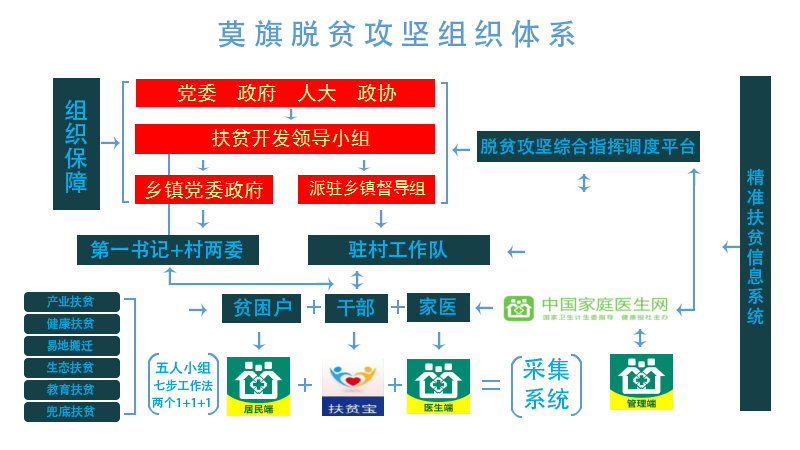 莫旗脱贫攻坚组织体系
组织保障
党委 政府 人大 政协
扶贫开发领导小组
乡镇党委政府
派驻乡镇督导组
脱贫攻坚综合指挥调度平台
精准扶贫信息系统
第一书记+村两委
驻村工作队
产业扶贫
健康扶贫
易地搬迁
生态扶贫
教育扶贫
兜底扶贫
贫困户
+
干部
+
家医
中国家庭医生网
国家卫生计生委指导 健康报社主办
五人小组
七步工作法
两个1+1+1
居民端
+
扶贫宝
+
医生端
=
采集
系统
管理端